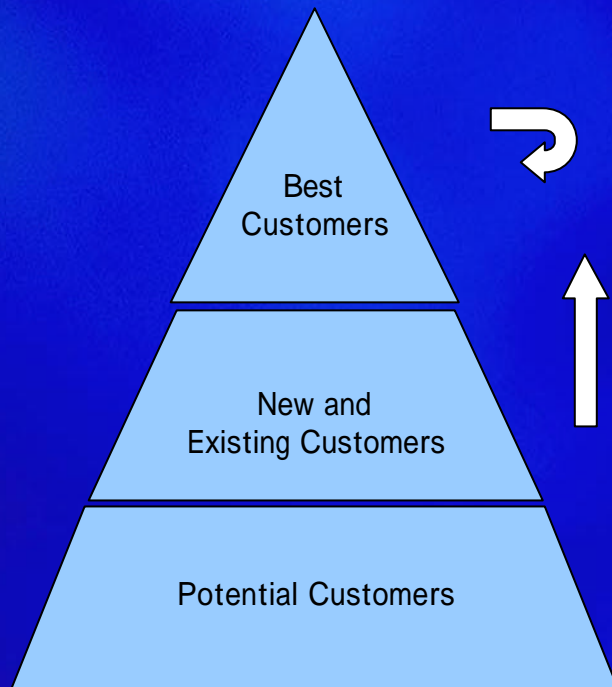 Best
Customers
New and
Existing Customers
Potential Customers